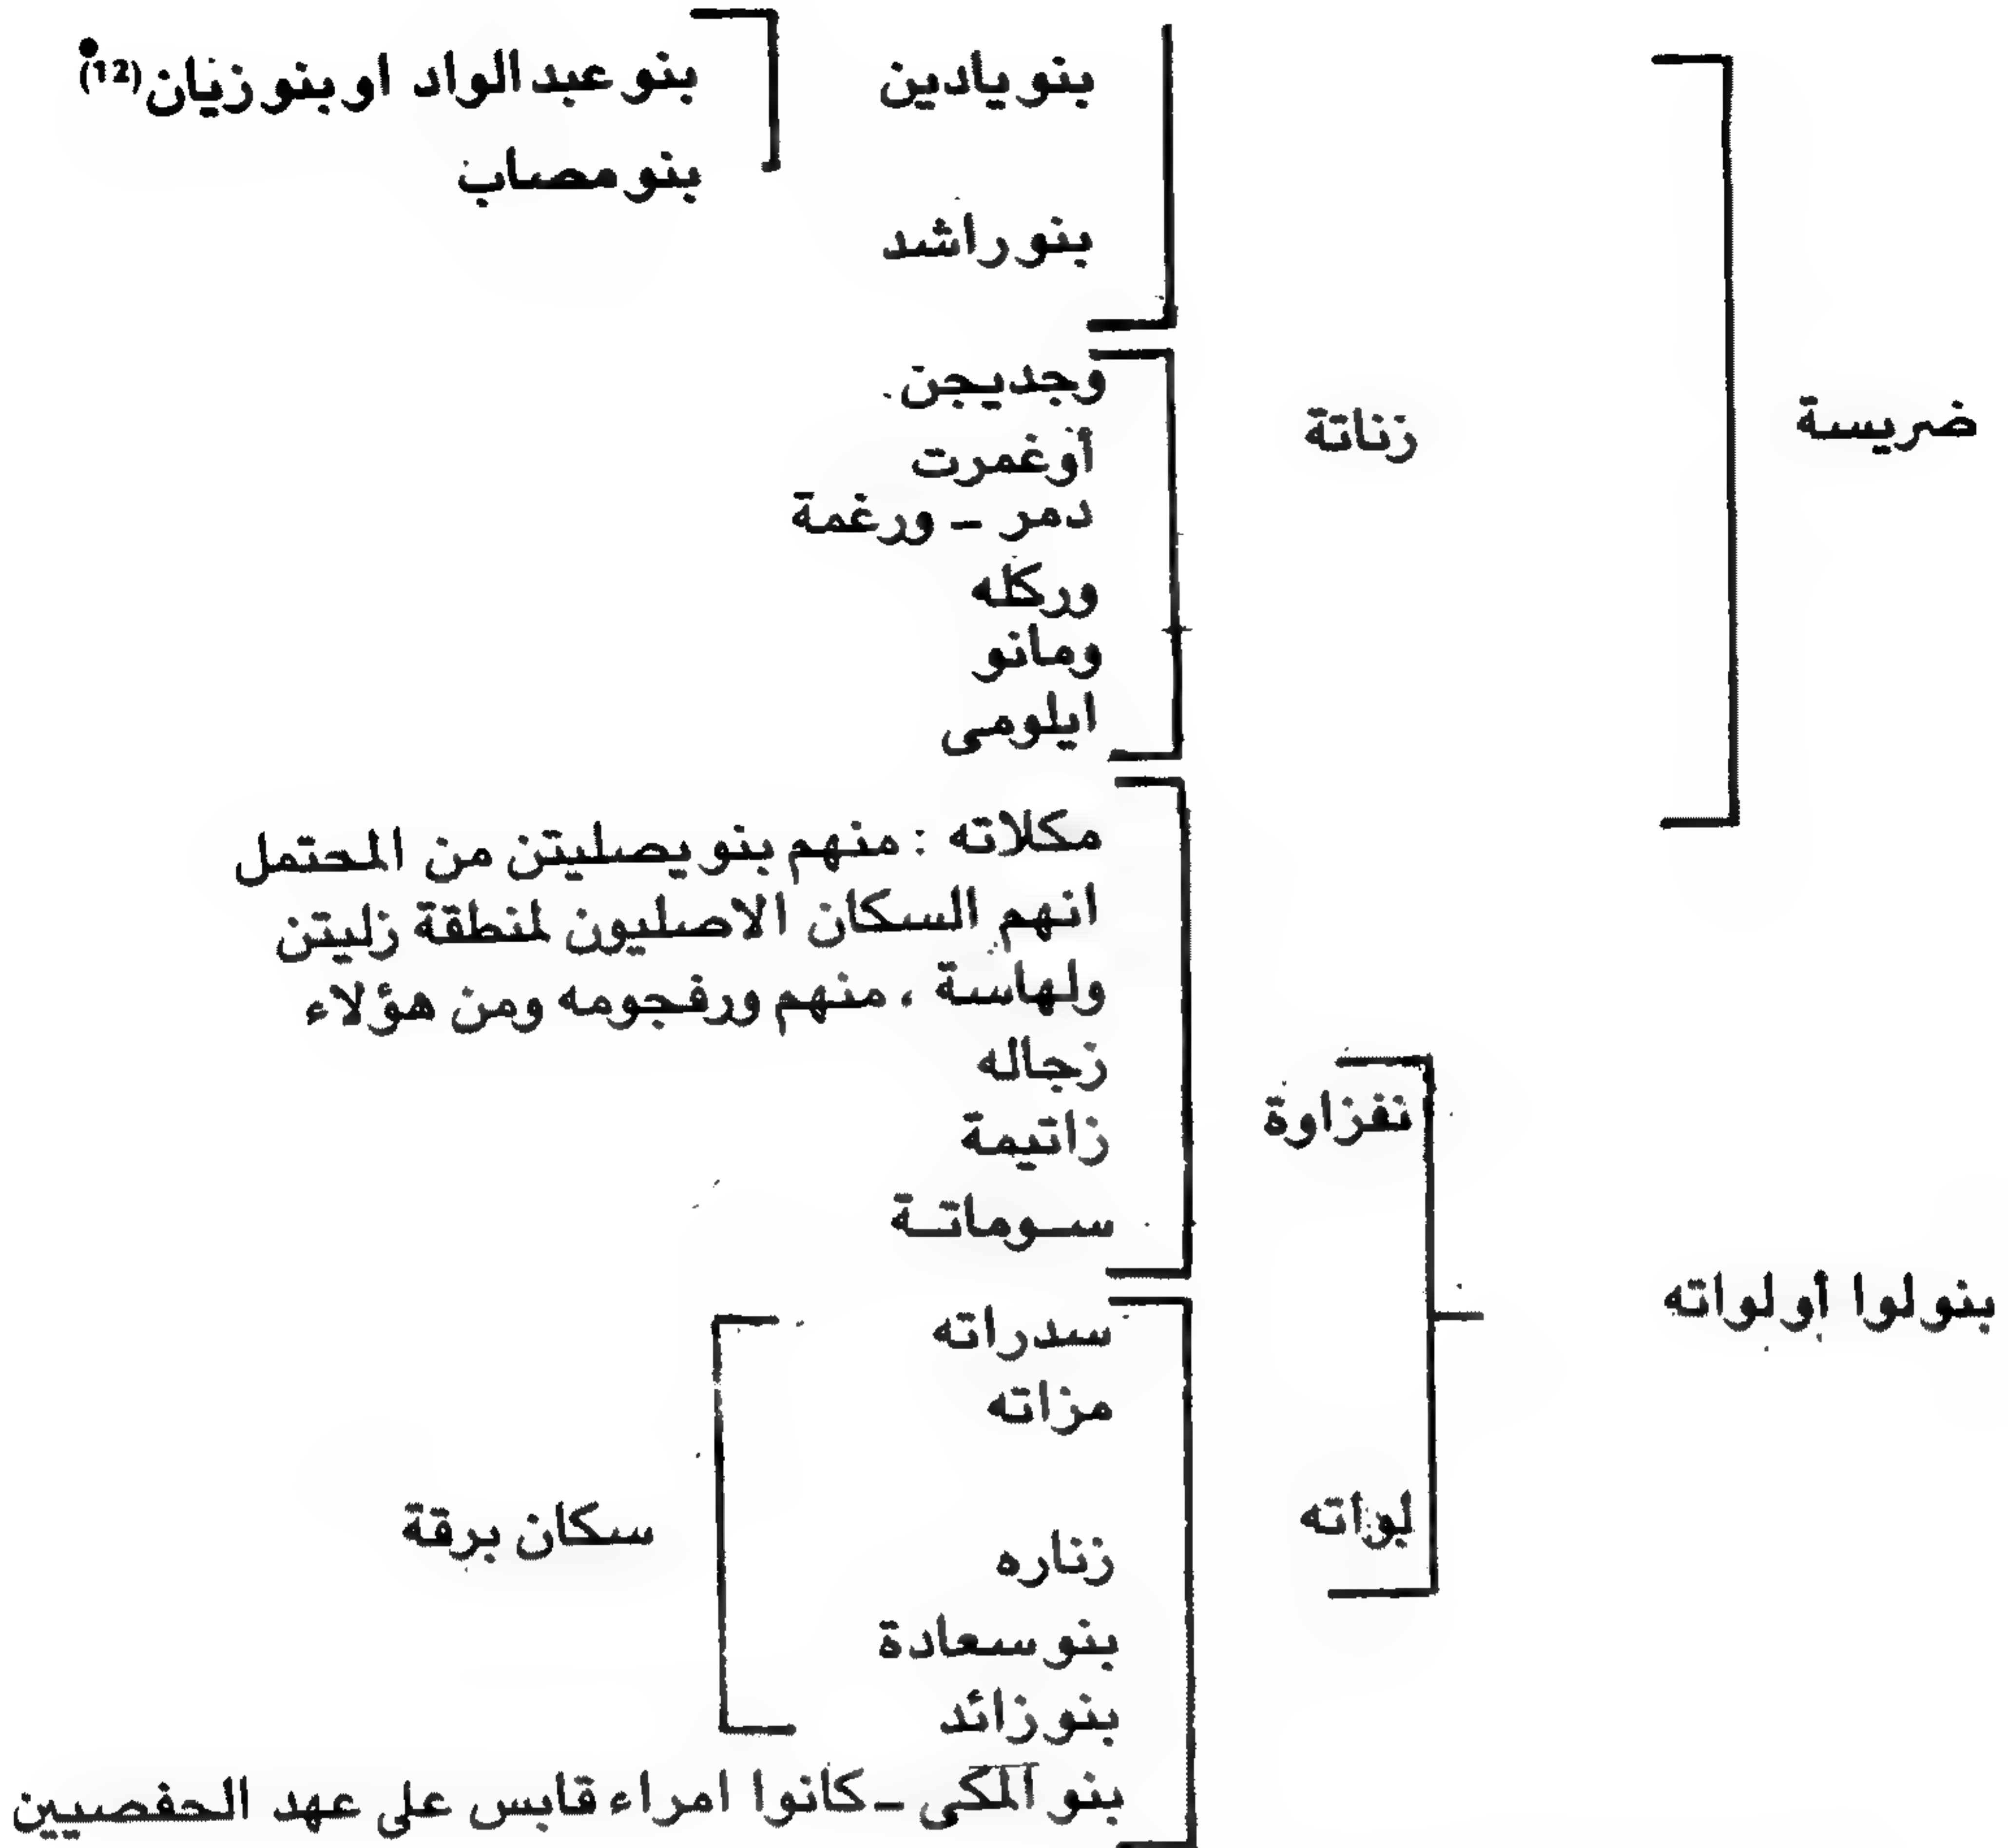 ضريسة
زناتة
بنو يادين
بنو عبد الواد او بنو زيان (12)
بنو مصاب
بنو راشد
وجديجن
أوغمرت
دمر - ورغمة
وركله
ومانو
ايلومى
بنو لوا أو لواته
نفزاوة
مكلاته : منهم بنو يصليتن من المحتمل
انهم السكان الاصليون لمنطقة زليتن
ولهاسة ، منهم ورفجومه ومن هؤلاء
زجاله
زاتيمة
سوماتة
لواته
سدراته
مزاته
زناره
بنو سعادة
بنو زائد
سكان برقة
بنو المكى - كانوا امراء قابس على عهد الحفصيين